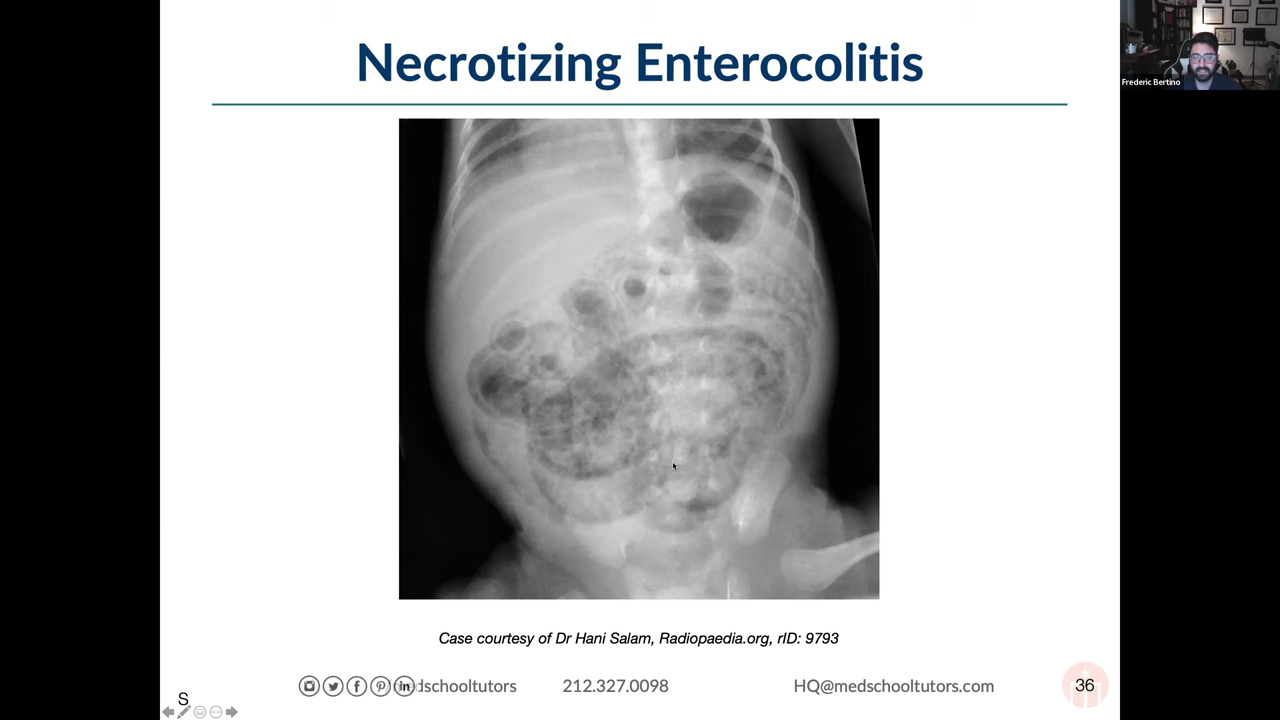 Necrotizing Enterocolitis
Frederic Bertino
Case courtesy of Dr Hani Salam, Radiopaedia.org, rID: 9793
in dschooltutors 212.327.0098 HQ@medschooltutors.com 36
S